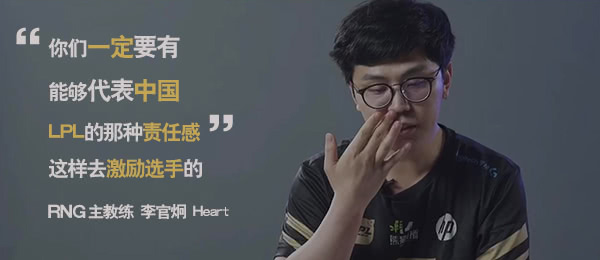 “你们一定要有
能够代表中国
LPL的那种责任感”
这样去激励选手的
RNG 主教练 李官炯 Heart
hp